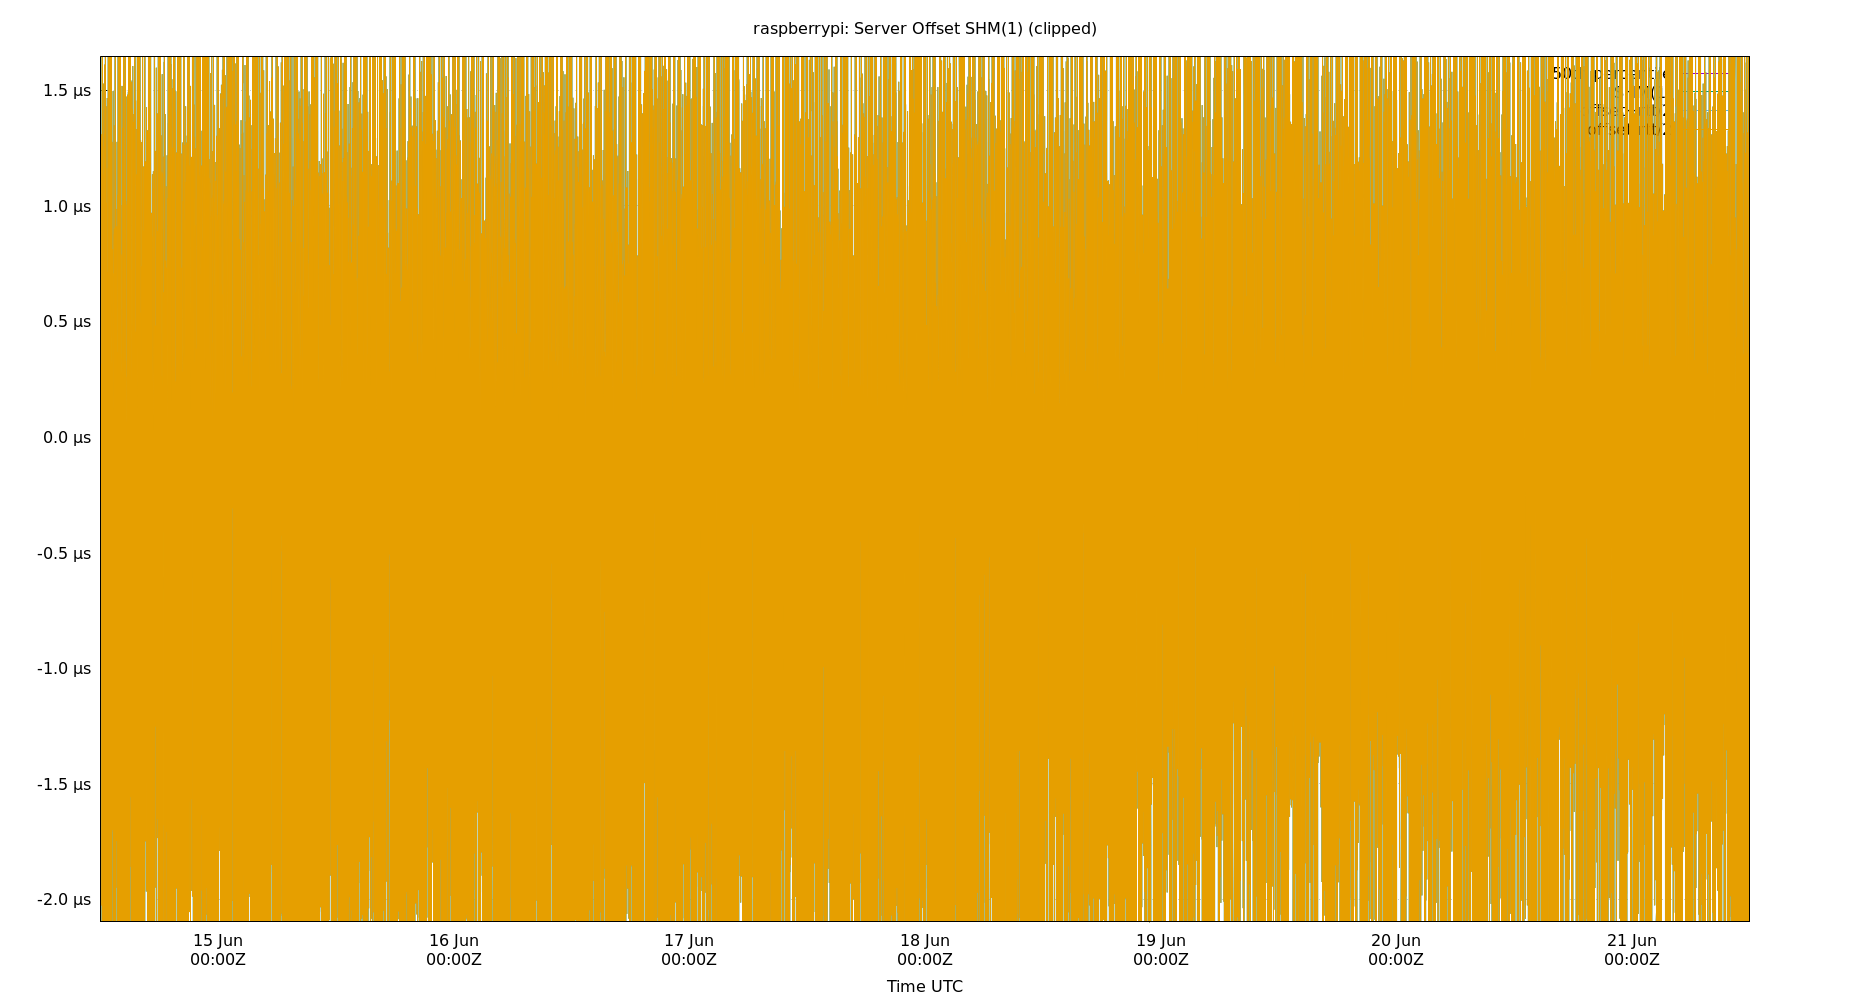 raspberrypi: Server Offset SHM(1) (clipped)
1.5 µs
1.0 µs
0.5 µs
0.0 µs
-0.5 µs
-1.0 µs
-1.5 µs
-2.0 µs
15 Jun 16 Jun 17 Jun 18 Jun 19 Jun 20 Jun 21 Jun
00:00Z 00:00Z 00:00Z 00:00Z 00:00Z 00:00Z 00:00Z
Time UTC